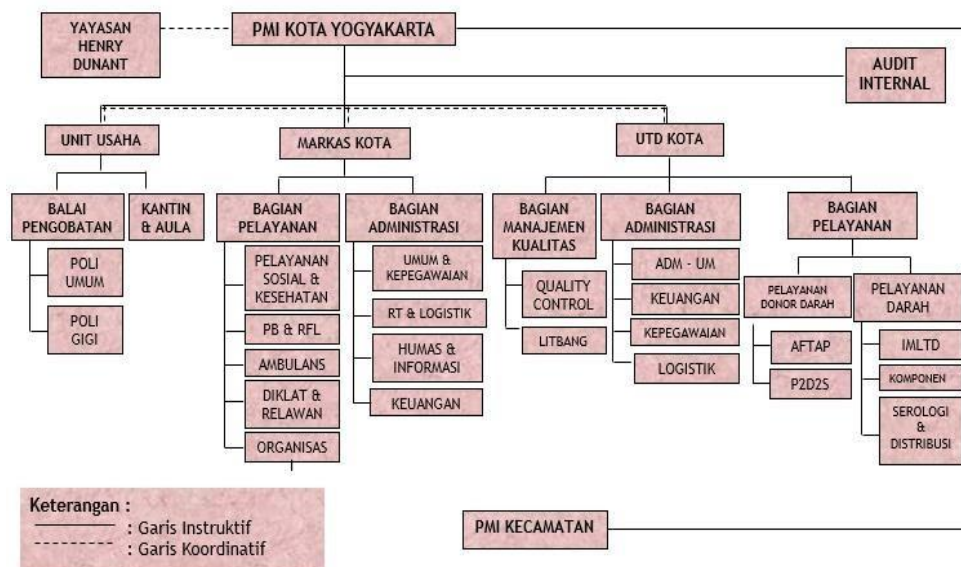 YAYASAN
HENRY
DUNANT
PMI KOTA YOGYAKARTA
AUDIT
INTERNAL
UNIT USAHA
MARKAS KOTA
UTD KOTA
BALAI
PENGOBATAN
KANTIN
& AULA
BAGIAN
PELAYANAN
BAGIAN
ADMINISTRASI
BAGIAN
MANAJEMEN
KUALITAS
BAGIAN
ADMINISTRASI
BAGIAN
PELAYANAN
POLI
UMUM
POLI
GIGI
PELAYANAN
SOSIAL &
KESEHATAN
PB & RFL
AMBULANS
DIKLAT &
RELAWAN
ORGANISAS
UMUM &
KEPEGAWAIAN
RT & LOGISTIK
HUMAS &
INFORMASI
KEUANGAN
QUALITY
CONTROL
LITBANG
ADM - UM
KEUANGAN
KEPEGAWAIAN
LOGISTIK
PELAYANAN
DONOR DARAH
AFTAP
P2D2S
PELAYANAN
DARAH
IMLTD
KOMPONEN
SEROLOGI
&
DISTRIBUSI
Keterangan :
: Garis Instruktif
: Garis Koordinatif
PMI KECAMATAN